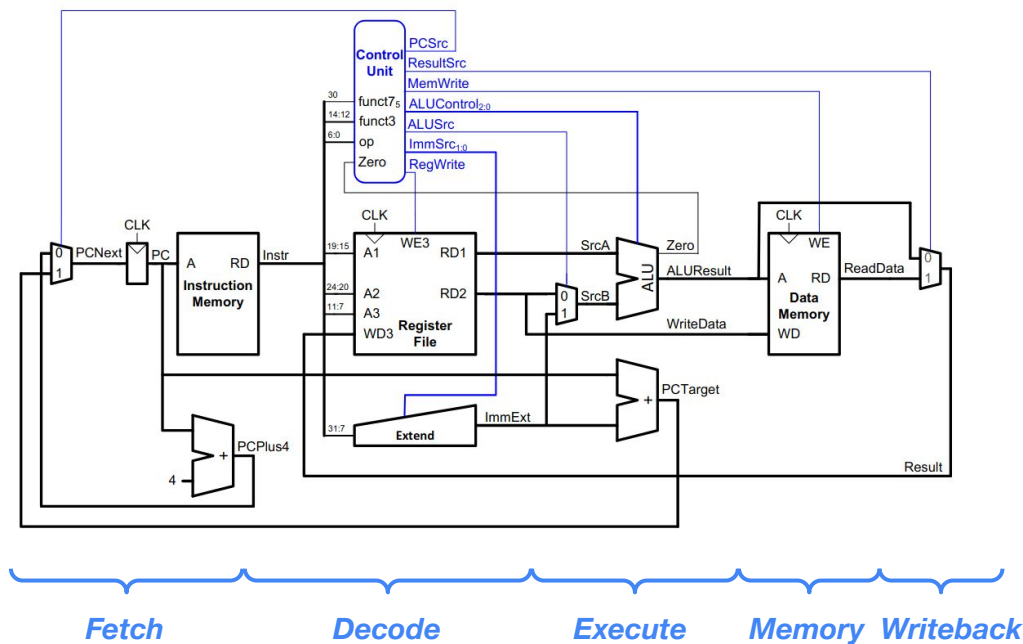 PCSrc
Control
Unit
ResultSrc
MemWrite
30
funct7₅
ALUControl₂:₀
14:12
funct3
ALUSrc
6:0
op
ImmSrc₁:₀
Zero
RegWrite
CLK
CLK
CLK
0
1
PCNext
PC
A
RD
Instruction
Memory
Instr
19:15
A1
WE3
RD1
24:20
A2
RD2
11:7
A3
WD3
Register
File
0
1
SrcA
SrcB
ALU
Zero
ALUResult
WriteData
WE
A
RD
Data
Memory
WD
ReadData
0
1
PCTarget
+
31:7
Extend
ImmExt
PCPlus4
+
4
Result
Fetch
Decode
Execute
Memory
Writeback